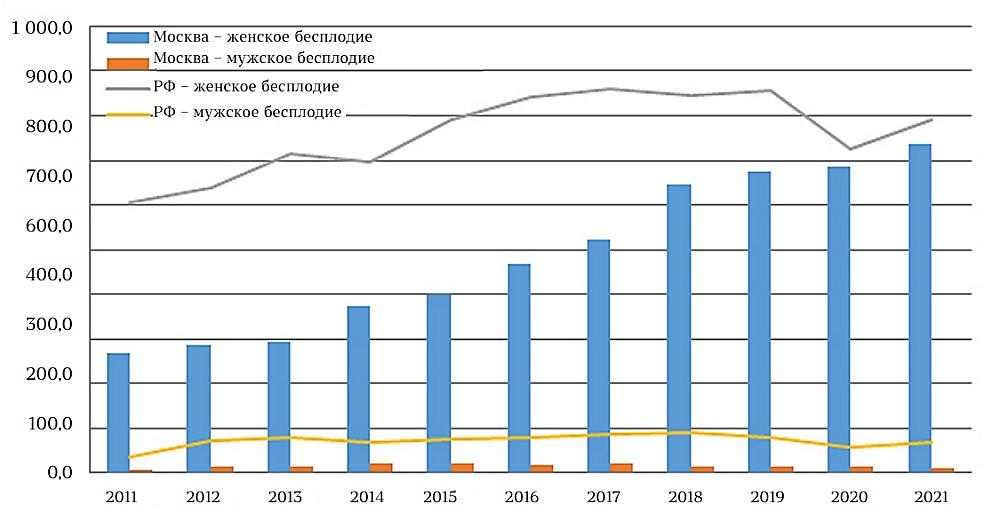 1 000,0
900,0
800,0
700,0
600,0
400,0
300,0
200,0
100,0
0,0
Москва – женское бесплодие
Москва – мужское бесплодие
РФ – женское бесплодие
РФ – мужское бесплодие
2011 2012 2013 2014 2015 2016 2017 2018 2019 2020 2021